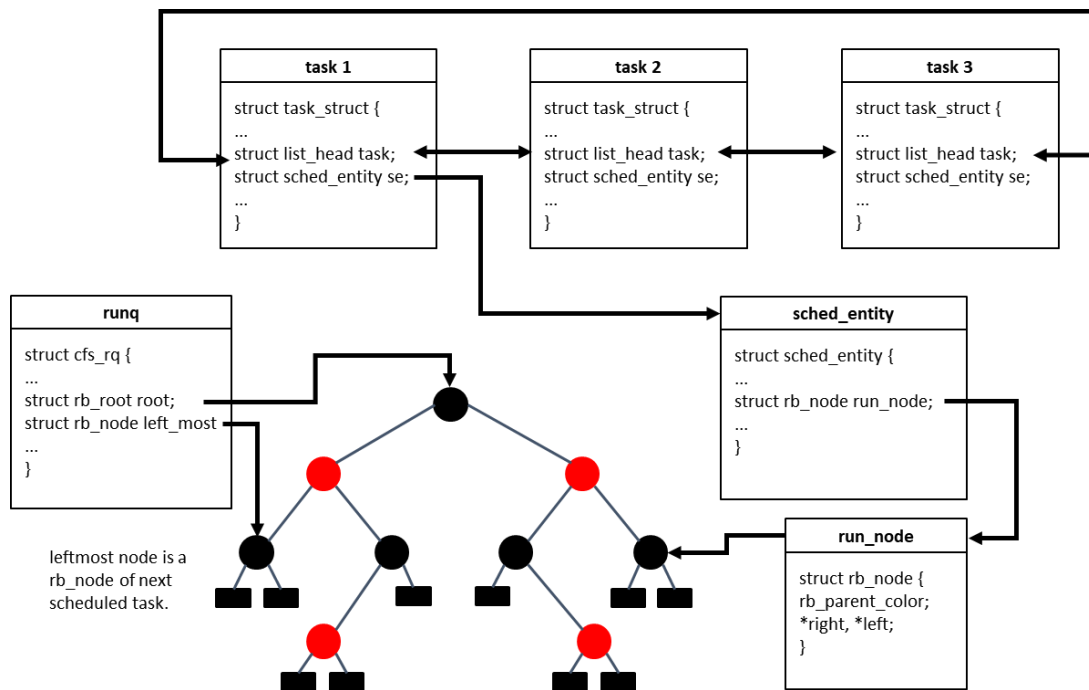 task 1
struct task_struct {
...
struct list_head task;
struct sched_entity se;
...
}
task 2
struct task_struct {
...
struct list_head task;
struct sched_entity se;
...
}
task 3
struct task_struct {
...
struct list_head task;
struct sched_entity se;
...
}
runq
struct cfs_rq {
...
struct rb_root root;
struct rb_node left_most
...
}
sched_entity
struct sched_entity {
...
struct rb_node run_node;
...
}
leftmost node is a
rb_node of next
scheduled task.
run_node
struct rb_node {
rb_parent_color;
*right, *left;
}